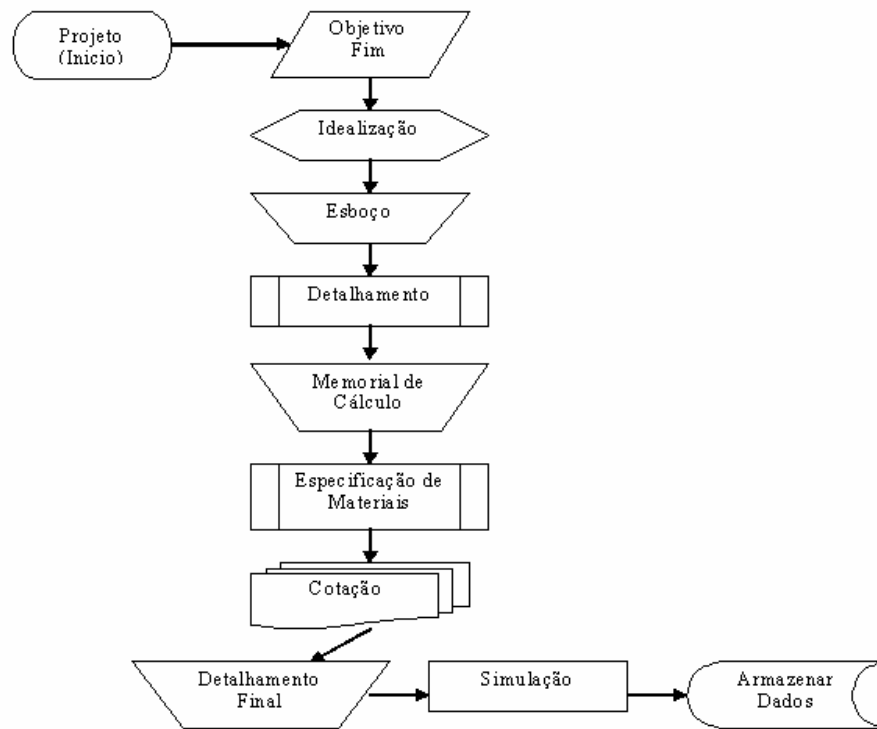 Projeto
(Inicio)
Objetivo
Fim
Idealização
Esboço
Detalhamento
Memorial de
Cálculo
Especificação de
Materiais
Cotação
Detalhamento
Final
Simulação
Armazenar
Dados